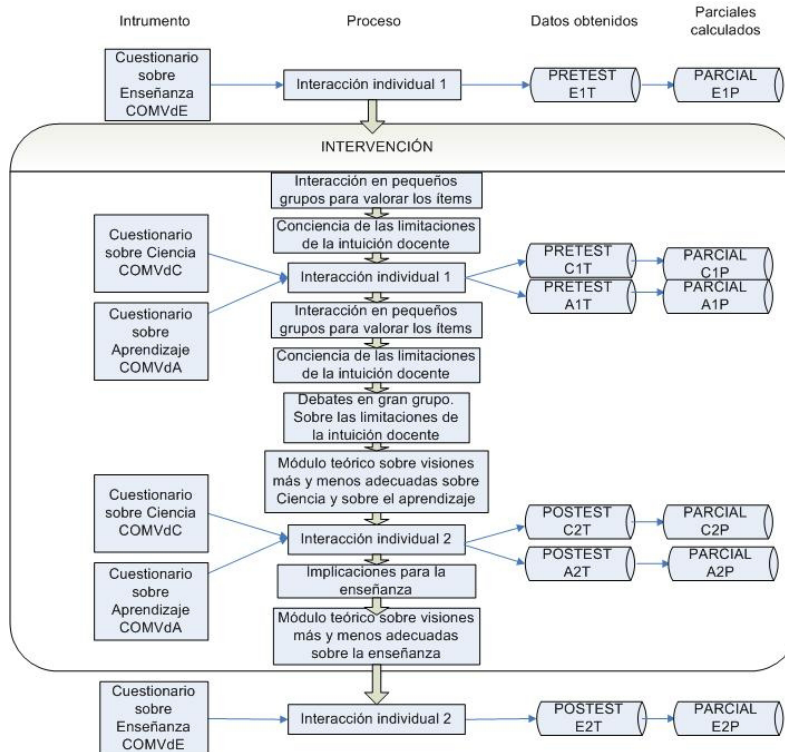 Intrumento
Proceso
Datos obtenidos
Parciales
calculados
Cuestionario
sobre
Enseñanza
COMVdE
Interacción individual 1
PRETEST
E1T
PARCIAL
E1P
INTERVENCIÓN
Interacción en pequeños
grupos para valorar los ítems
Conciencia de las limitaciones
de la intuición docente
Cuestionario
sobre Ciencia
COMVdC
Cuestionario
sobre
Aprendizaje
COMVdA
Interacción individual 1
PRETEST
C1T
PARCIAL
C1P
PRETEST
A1T
PARCIAL
A1P
Interacción en pequeños
grupos para valorar los ítems
Conciencia de las limitaciones
de la intuición docente
Debates en gran grupo.
Sobre las limitaciones de
la intuición docente
Módulo teórico sobre visiones
más y menos adecuadas sobre
Ciencia y sobre el aprendizaje
Cuestionario
sobre Ciencia
COMVdC
Cuestionario
sobre
Aprendizaje
COMVdA
Interacción individual 2
POSTEST
C2T
PARCIAL
C2P
POSTEST
A2T
PARCIAL
A2P
Implicaciones para la
enseñanza
Módulo teórico sobre visiones
más y menos adecuadas
sobre la enseñanza
Cuestionario
sobre
Enseñanza
COMVdE
Interacción individual 2
POSTEST
E2T
PARCIAL
E2P